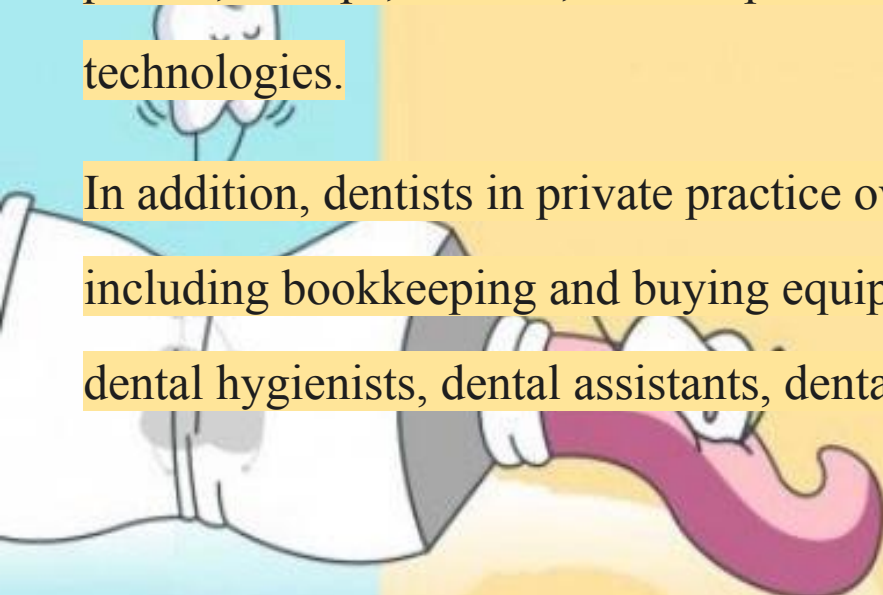 technologies.
In addition, dentists in private practice
including bookkeeping and buying
dental hygienists, dental assistants,